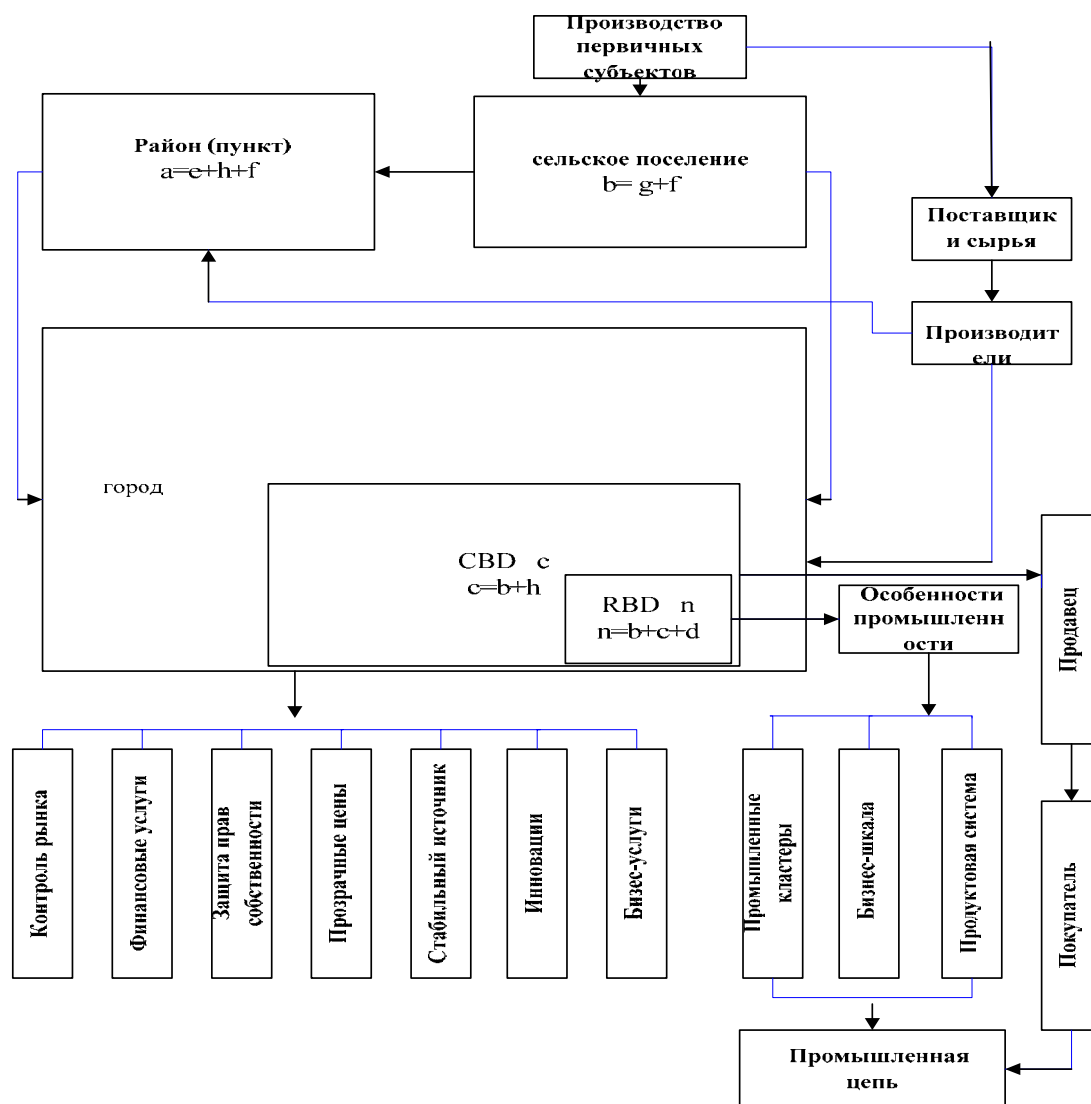 Производство
первичных
субъектов
Район (пункт)
a=e+h+f
сельское поселение
b= g+f
Поставщик
и сырья
Производит
ели
город
CBD c
c=b+h
RBD n
n=b+c+d
Особенности
промышленн
ости
Продавец
Контроль рынка
Финансовые услуги
Защита прав
собственности
Прозрачные цены
Стабильный источник
Инновации
Бизес-услуги
Промышленные
кластеры
Бизнес-шкала
Продуктовая система
Покупатель
Промышленная
цепь